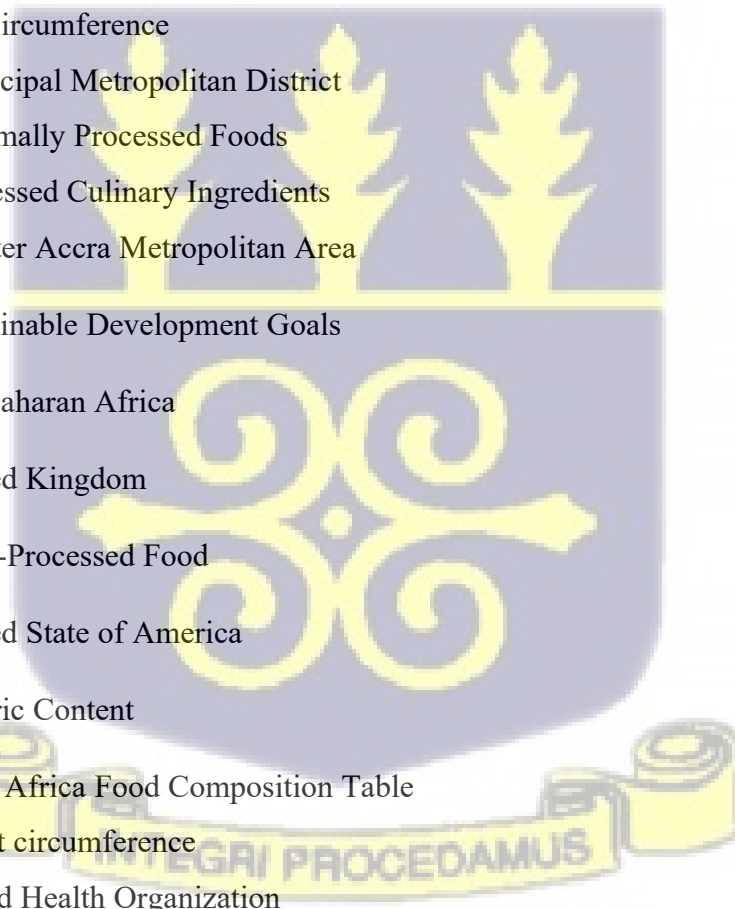 ircumference
cipal Metropolitan District
mally Processed Foods
essed Culinary Ingredients
ter Accra Metropolitan Area
inable Development Goals
aharan Africa
d Kingdom
-Processed Food
d State of America
ric Content
Africa Food Composition Table
t circumference
INTEGRI PROCEDAMUS
d Health Organization